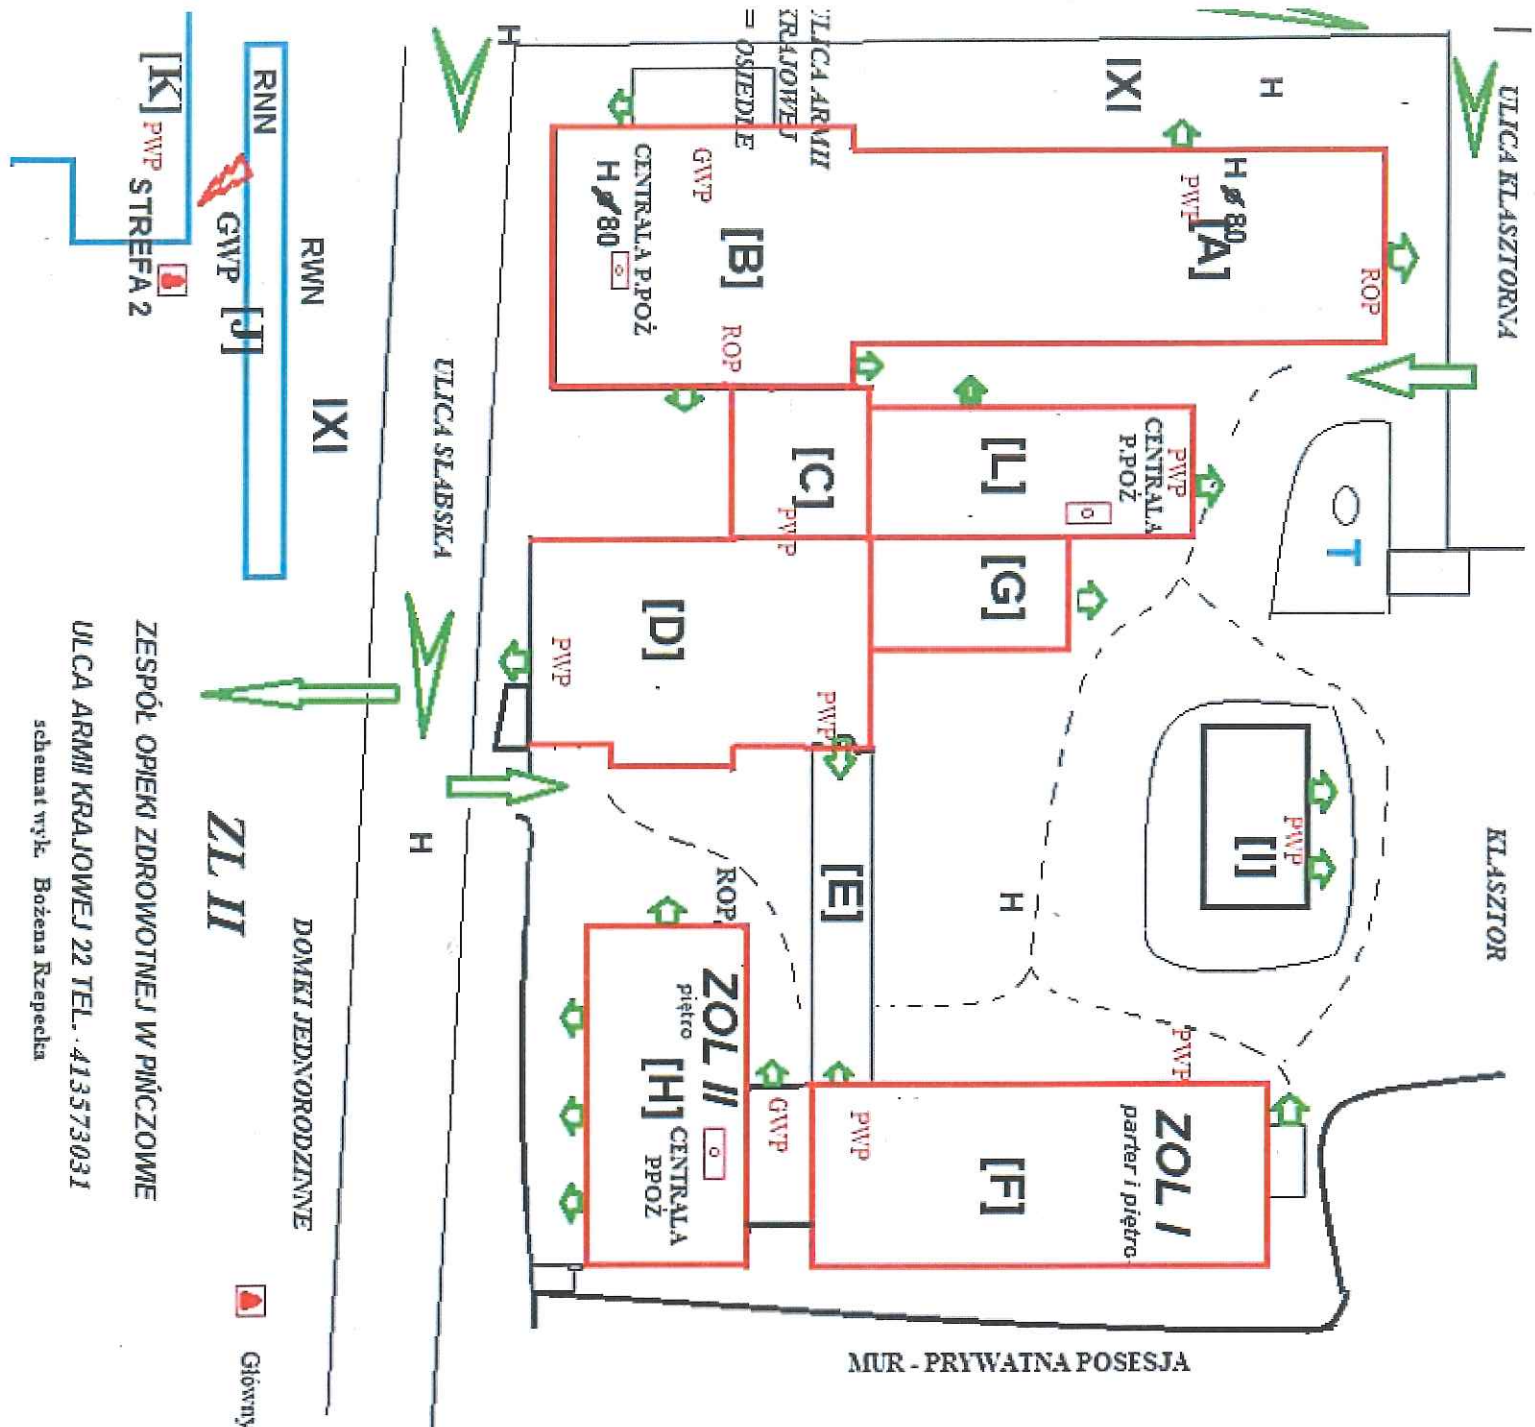 ULICA KLASZTORNA
KLASZTOR
ULICA ARMII
KRAJOWEJ
= OSIEDLE
IXI
H
H
H ø 80
PWP
[A]
ROP
GWP
[B]
CENTRALA P.POŻ
H ø 80
ROP
[C]
PWP
[L]
PWP
CENTRALA
P.POŻ
[G]
T
[D]
PWP
PWP
[E]
[I]
PWP
H
PWP
ZOL I
parter i piętro
[F]
PWP
GWP
ROP
ZOL II
piętro
[H]
CENTRALA
PPOŻ
MUR - PRYWATNA POSESJA
ULICA SLABSKA
H
DOMKI JEDNORODZINNE
IXI
RWN
RNN
GWP [J]
[K]
PWP STREFA 2
ZL II
ZESPÓŁ OPIEKI ZDROWOTNEJ W PIŃCZOWIE
ULCA ARMII KRAJOWEJ 22 TEL. 413573031
schemat wyk. Bożena Rzepecka
Główny